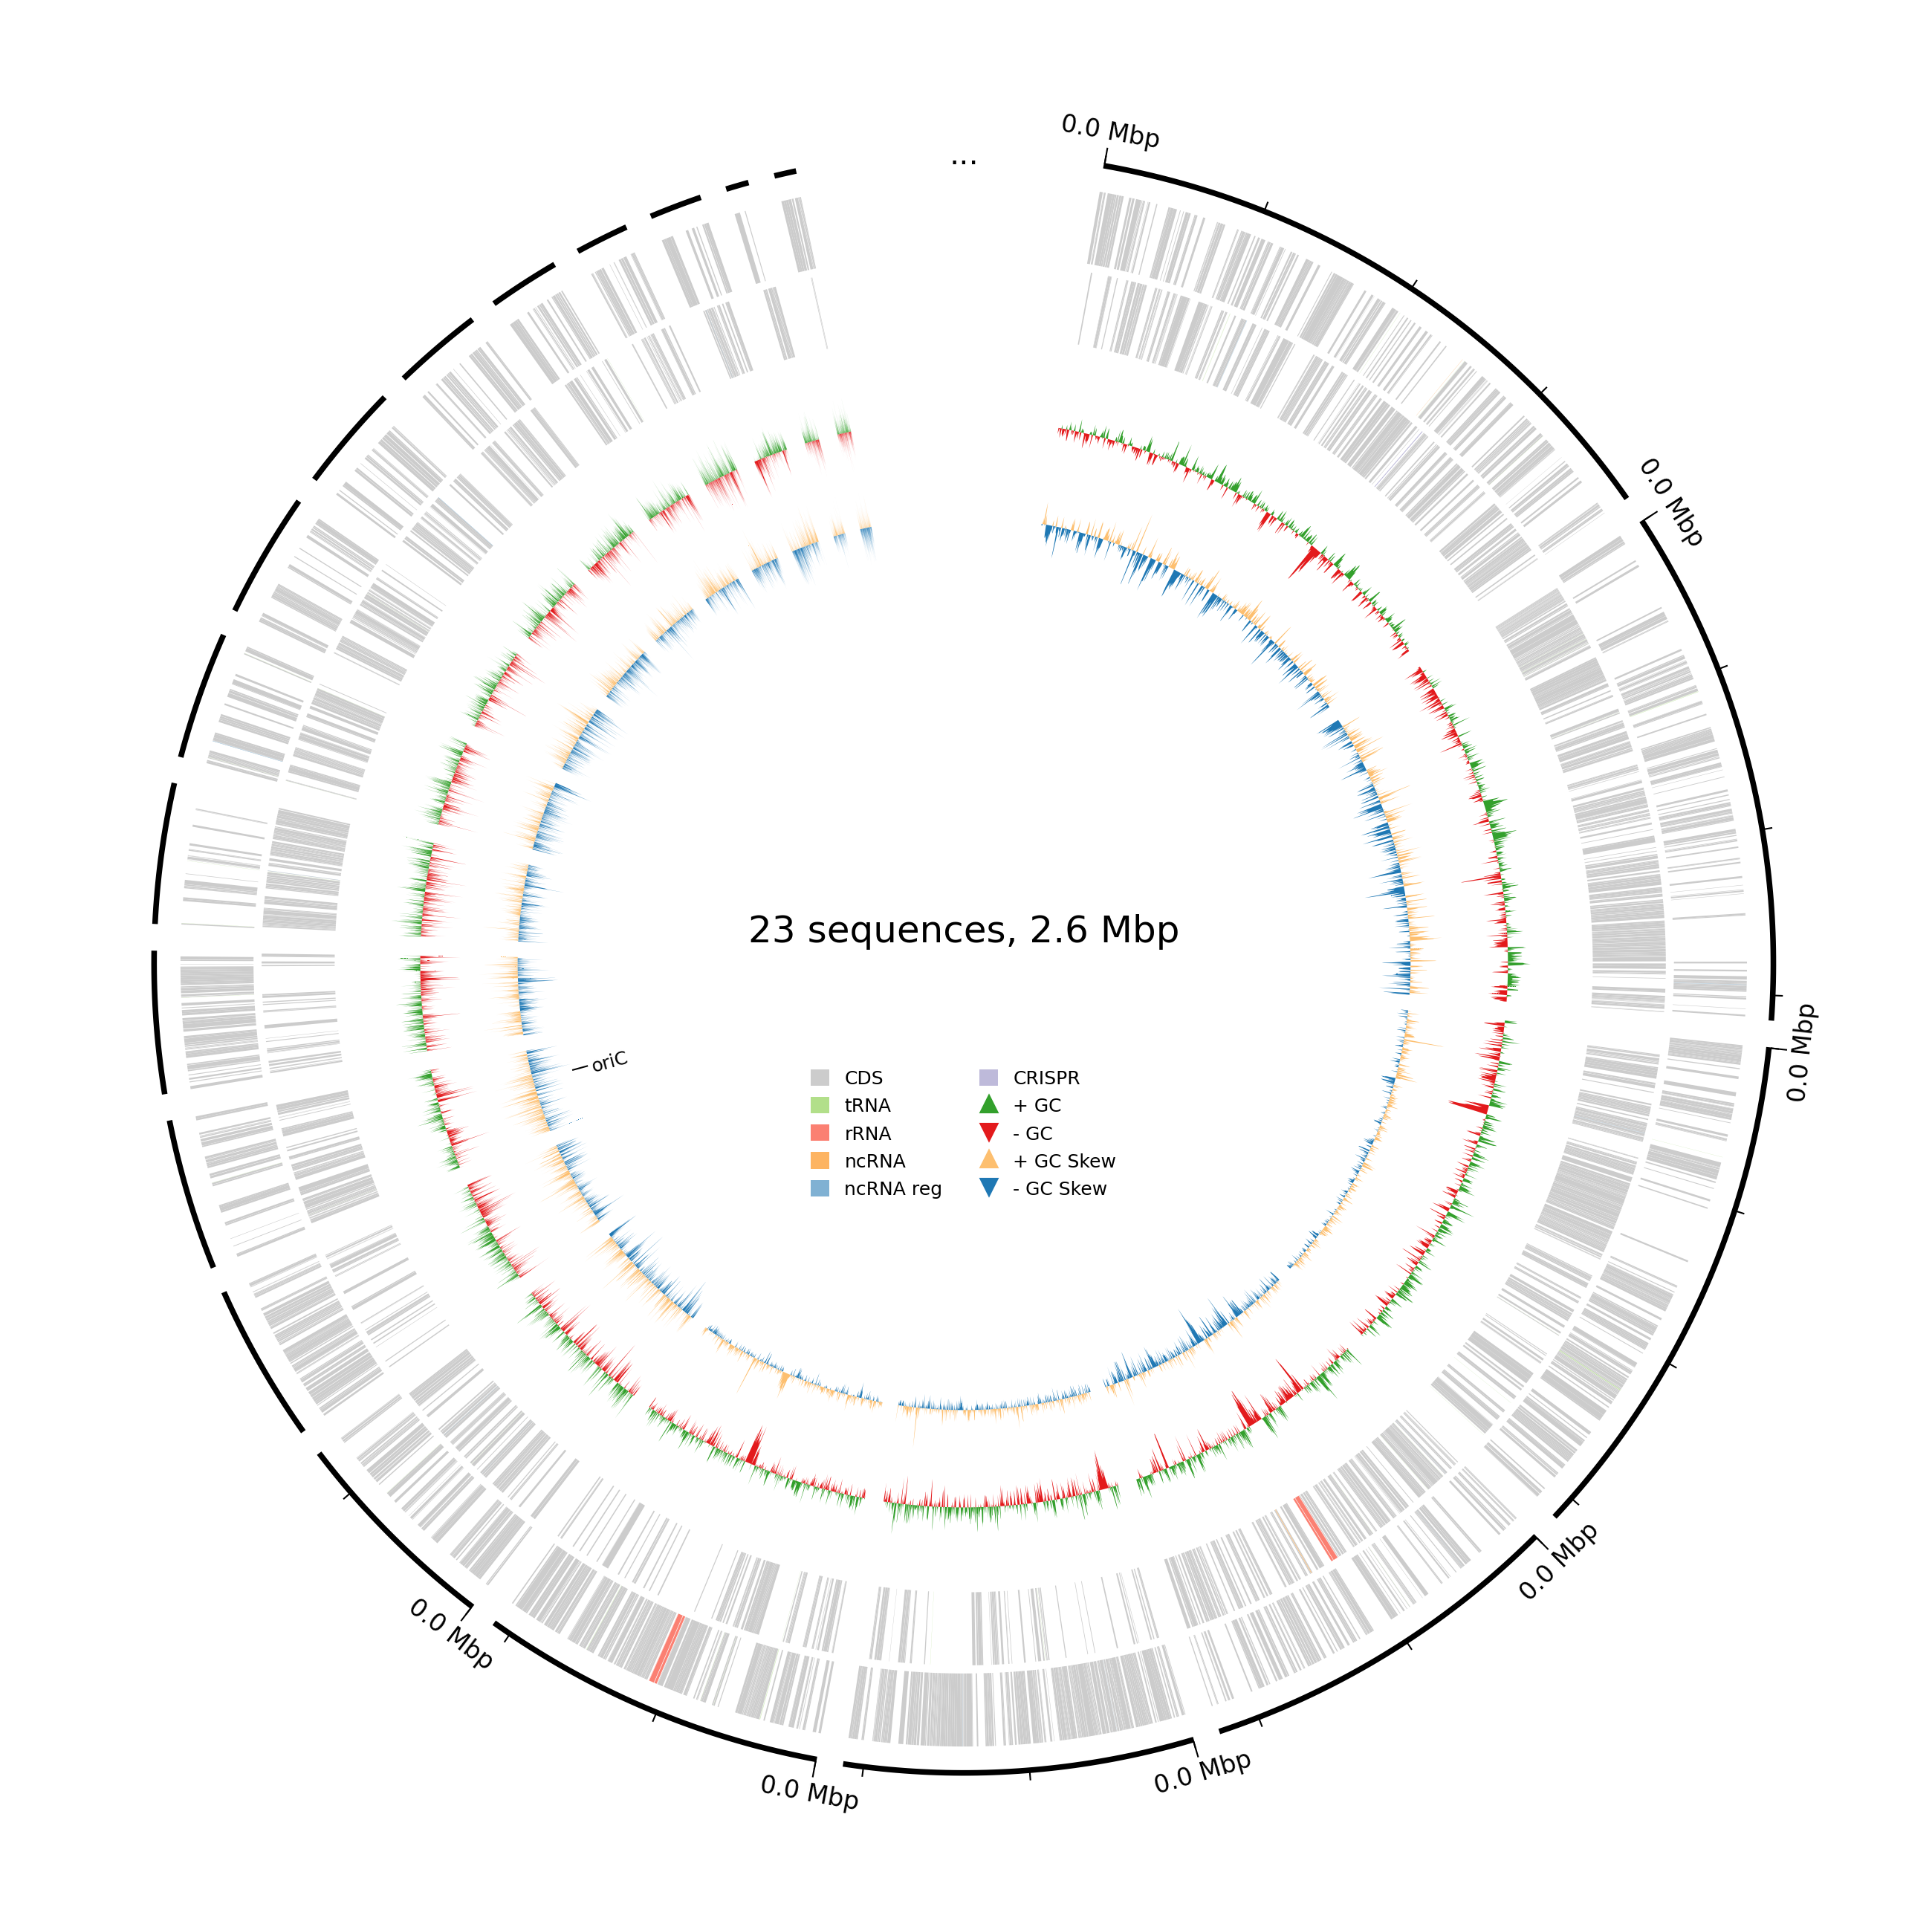 ...
0.0 Mbp
0.0 Mbp
0.0 Mbp
0.0 Mbp
0.0 Mbp
0.0 Mbp
0.0 Mbp
23 sequences, 2.6 Mbp
oriC
CDS
tRNA
rRNA
ncRNA
ncRNA reg
CRISPR
+ GC
- GC
+ GC Skew
- GC Skew